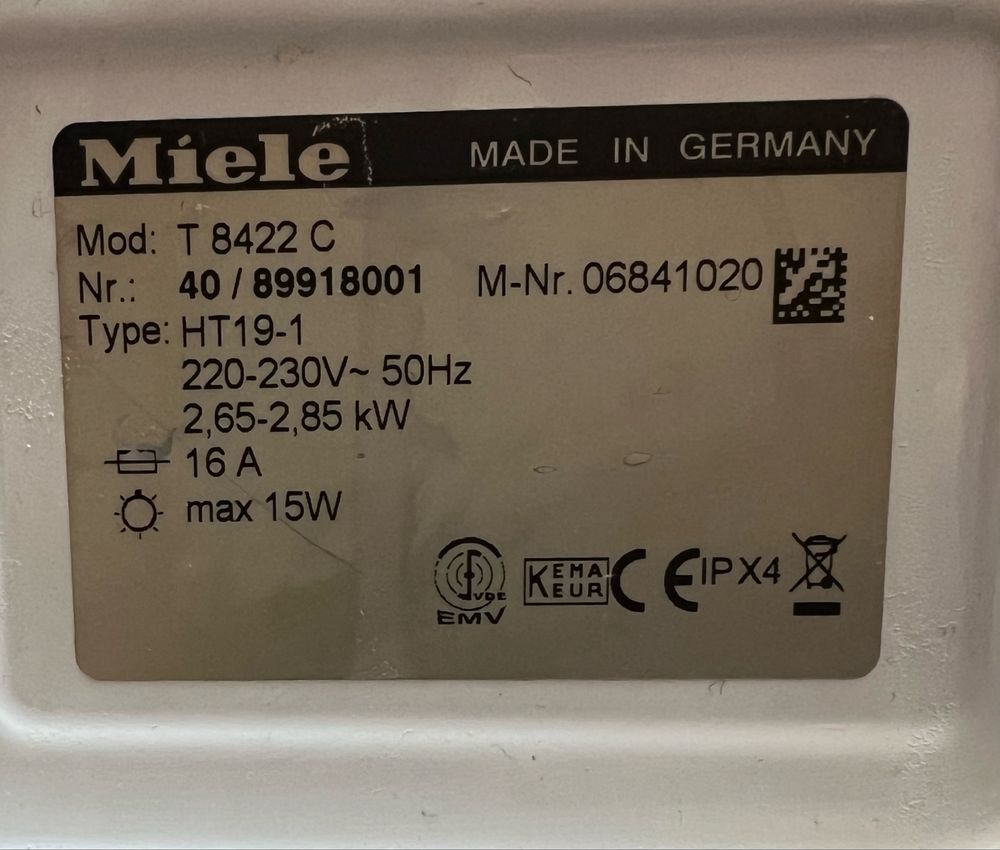 Miele MADE IN GERMANY
Mod: T 8422 C
Nr.: 40 / 89918001 M-Nr. 06841020
Type: HT19-1
220-230V~ 50Hz
2,65-2,85 kW
16 A
max 15W
VDE
EMV
KEMA
KEUR
CE IPX4